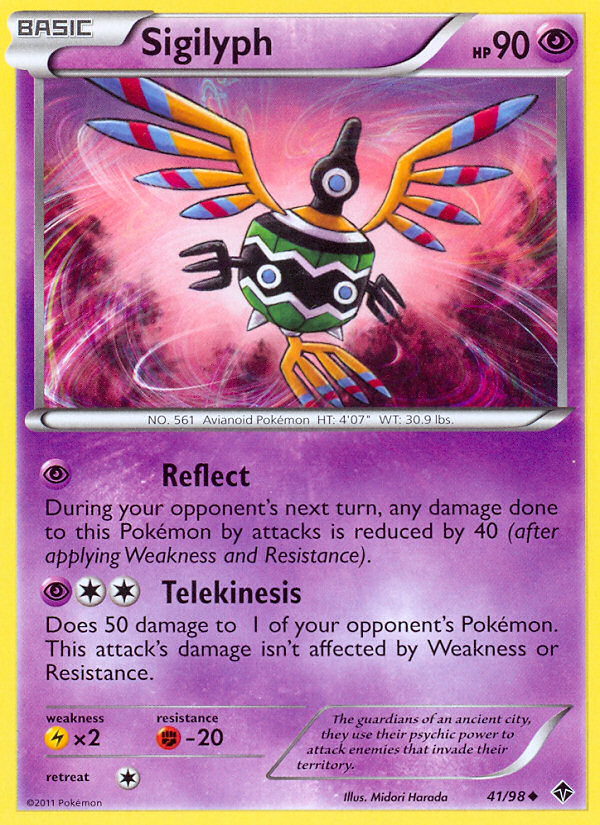 BASIC
Sigilyph
HP 90
NO. 561 Avianoid Pokémon HT: 4'07" WT: 30.9 lbs.
Reflect
During your opponent's next turn, any damage done
to this Pokémon by attacks is reduced by 40 (after
applying Weakness and Resistance).
Telekinesis
Does 50 damage to 1 of your opponent's Pokémon.
This attack's damage isn't affected by Weakness or
Resistance.
weakness
×2
resistance
-20
retreat
The guardians of an ancient city,
they use their psychic power to
attack enemies that invade their
territory.
©2011 Pokémon
Illus. Midori Harada
41/98